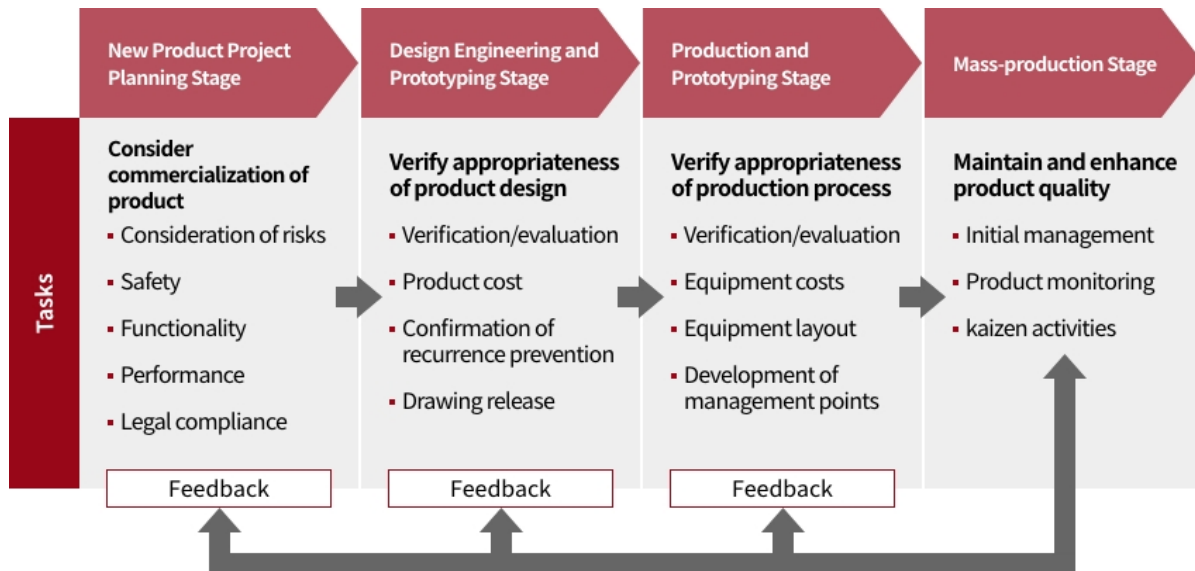 New Product Project
Planning Stage
Design Engineering and
Prototyping Stage
Production and
Prototyping Stage
Mass-production Stage
Tasks
Consider
commercialization of
product
▪ Consideration of risks
▪ Safety
▪ Functionality
▪ Performance
▪ Legal compliance
Feedback
Verify appropriateness
of product design
▪ Verification/evaluation
▪ Product cost
▪ Confirmation of
recurrence prevention
▪ Drawing release
Feedback
Verify appropriateness
of production process
▪ Verification/evaluation
▪ Equipment costs
▪ Equipment layout
▪ Development of
management points
Feedback
Maintain and enhance
product quality
▪ Initial management
▪ Product monitoring
▪ kaizen activities